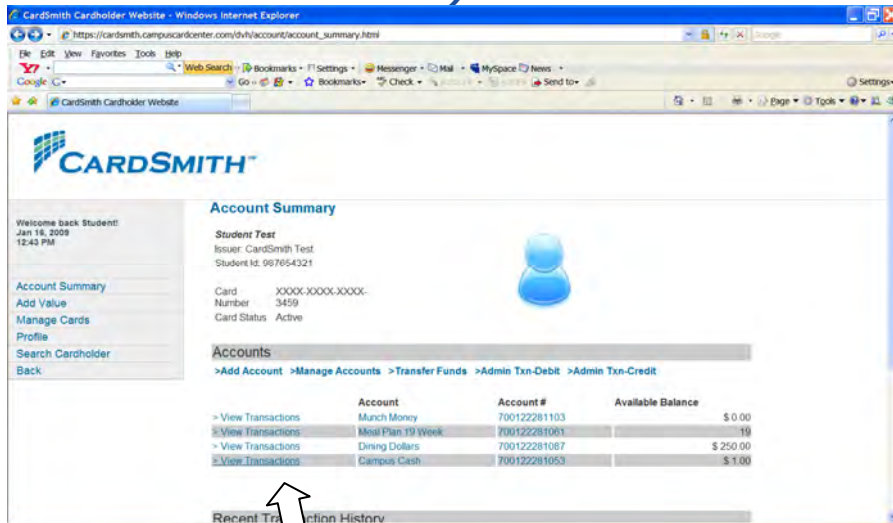 CardSmith Cardholder Website - Windows Internet Explorer
https://cardsmith.campuscardcenter.com/dvh/account/account_summary.html
File Edit View Favorites Tools Help
Y7 Web Search Bookmarks Settings Messenger Mail MySpace News
Google G Go Bookmarks Check Send to Settings
CardSmith Cardholder Website Page Tools
CARDSMITH
Welcome back Student!
Jan 16, 2009
12:43 PM
Account Summary
Add Value
Manage Cards
Profile
Search Cardholder
Back
Account Summary
Student Test
Issuer: CardSmith Test
Student Id: 987654321
Card Number XXXX-XXXX-XXXX-3459
Card Status Active
Accounts
>Add Account >Manage Accounts >Transfer Funds >Admin Txn-Debit >Admin Txn-Credit
Account Account # Available Balance
> View Transactions Munch Money 700122281103 $ 0.00
> View Transactions Meal Plan 19 Week 700122281061 19
> View Transactions Dining Dollars 700122281087 $ 250.00
> View Transactions Campus Cash 700122281053 $ 1.00
Recent Transaction History